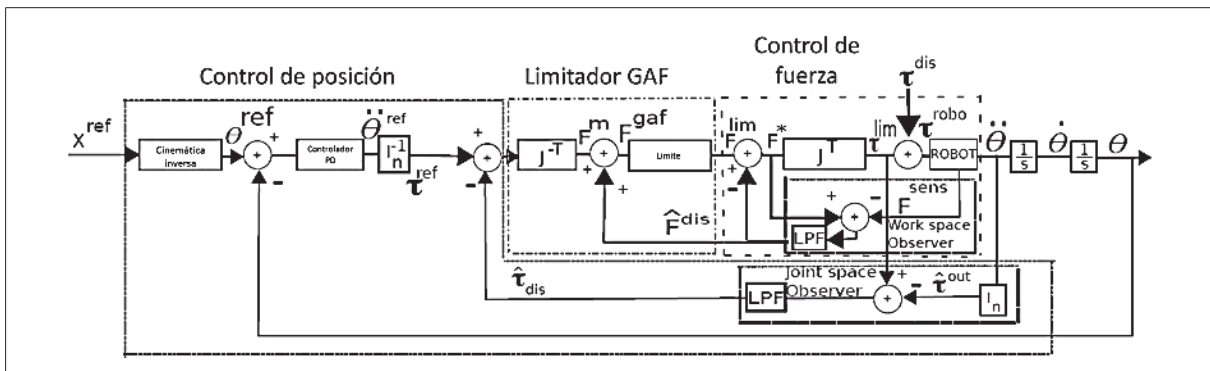 Control de posición
Limitador GAF
Control de
fuerza
τ^dis
X^ref
Cinemática
inversa
θ^ref
+
+
-
Controlador
PD
θ̈^ref
I_n^-1
τ^ref
+
+
-
J^-T
F^m
+
+
+
F^gaf
Límite
F^lim
+
+
-
F*
J^T
τ^lim
+
τ^robo
ROBOT
θ̈
1/s
θ̇
1/s
θ
sens
F
+
-
+
LPF
Work space
Observer
F̂^dis
τ̂_dis
LPF
Joint space
Observer
+
+
-
τ̂^out
I_n